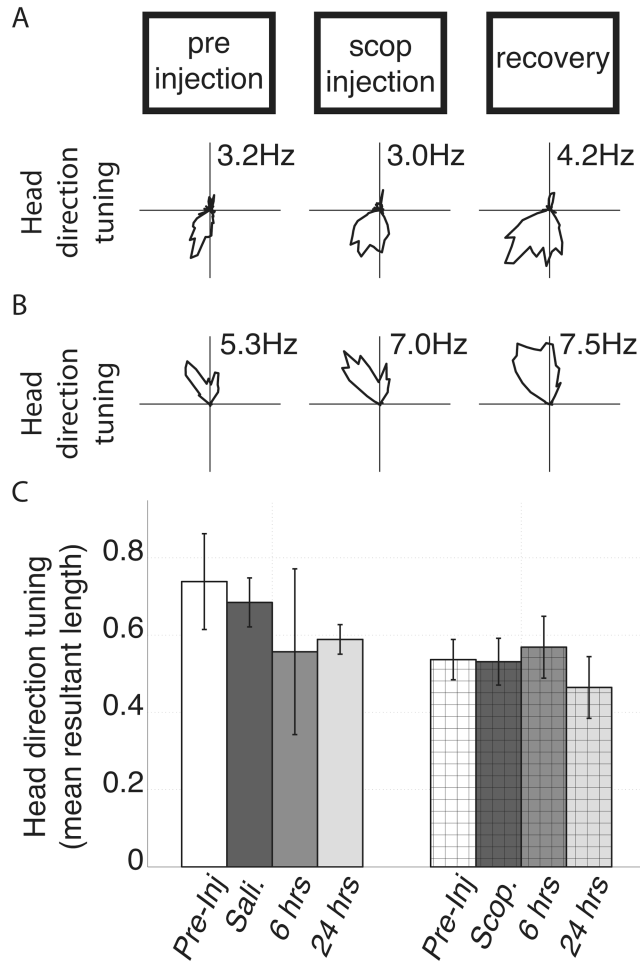 A
pre
injection
scop
injection
recovery
Head
direction
tuning
3.2Hz
3.0Hz
4.2Hz
B
Head
direction
tuning
5.3Hz
7.0Hz
7.5Hz
C
Head direction tuning
(mean resultant length)
0.8
0.6
0.4
0.2
0
Pre-Inj
Sali.
6 hrs
24 hrs
Pre-Inj
Scop.
6 hrs
24 hrs